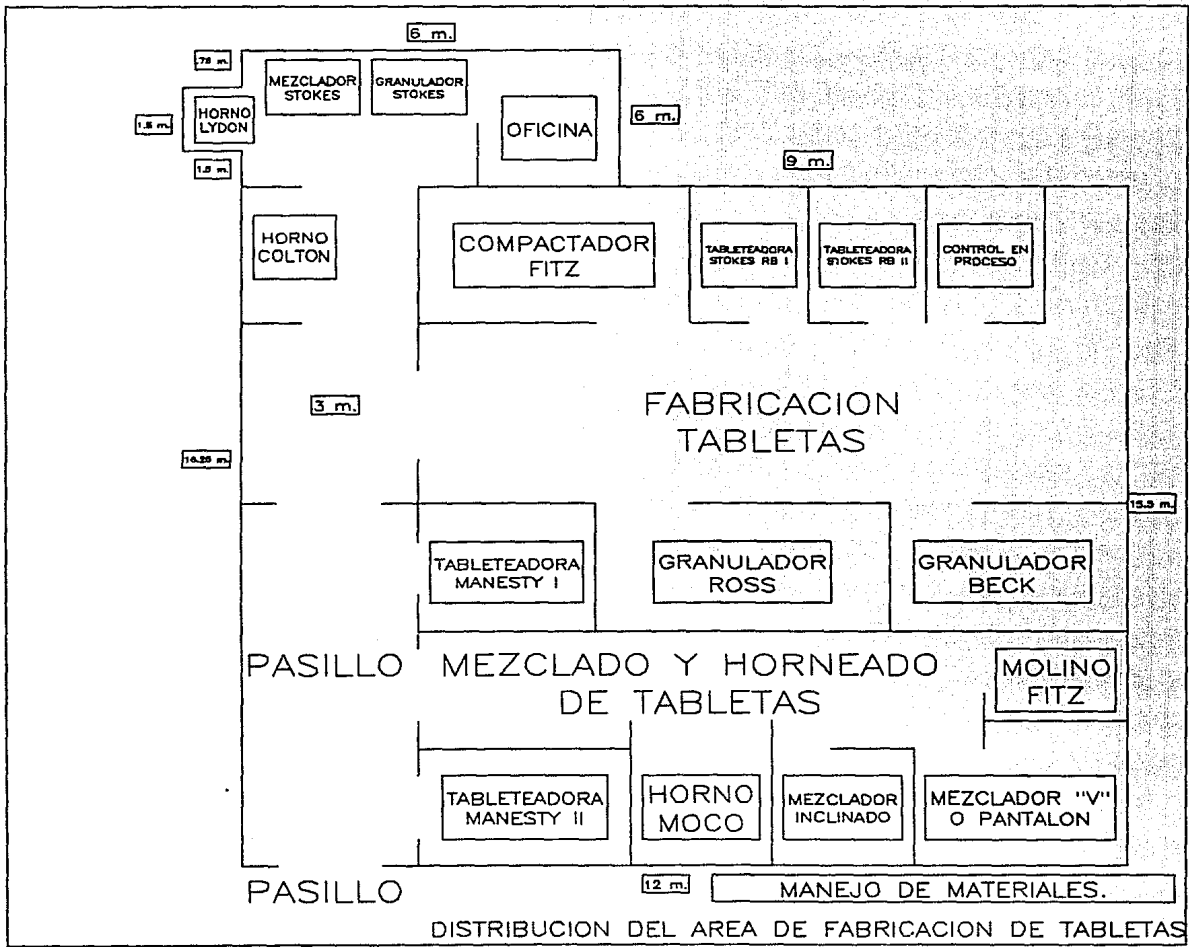 6 m.
.75 m.
MEZCLADOR
STOKES
GRANULADOR
STOKES
HORNO
LYDON
OFICINA
6 m.
1.5 m.
1.5 m.
9 m.
HORNO
COLTON
COMPACTADOR
FITZ
TABLETEADORA
STOKES RB I
TABLETEADORA
STOKES RB II
CONTROL EN
PROCESO
3 m.
FABRICACION
TABLETAS
16.25 m.
15.5 m.
TABLETEADORA
MANESTY I
GRANULADOR
ROSS
GRANULADOR
BECK
PASILLO
MEZCLADO Y HORNEADO
DE TABLETAS
MOLINO
FITZ
TABLETEADORA
MANESTY II
HORNO
MOCO
MEZCLADOR
INCLINADO
MEZCLADOR "V"
O PANTALON
PASILLO
12 m.
MANEJO DE MATERIALES.
DISTRIBUCION DEL AREA DE FABRICACION DE TABLETAS